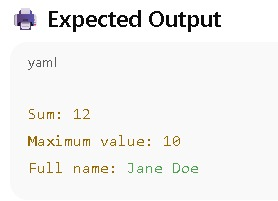 Expected Output
yaml
Sum: 12
Maximum value: 10
Full name: Jane Doe